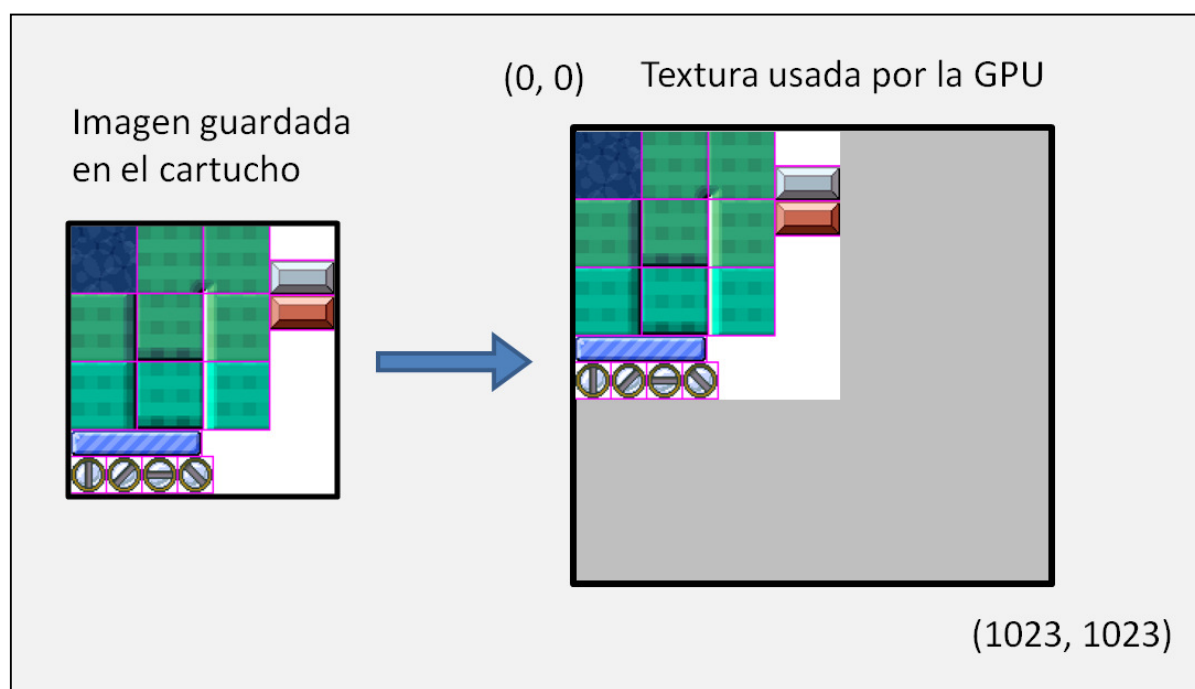 (0, 0)
Textura usada por la GPU
Imagen guardada
en el cartucho
(1023, 1023)